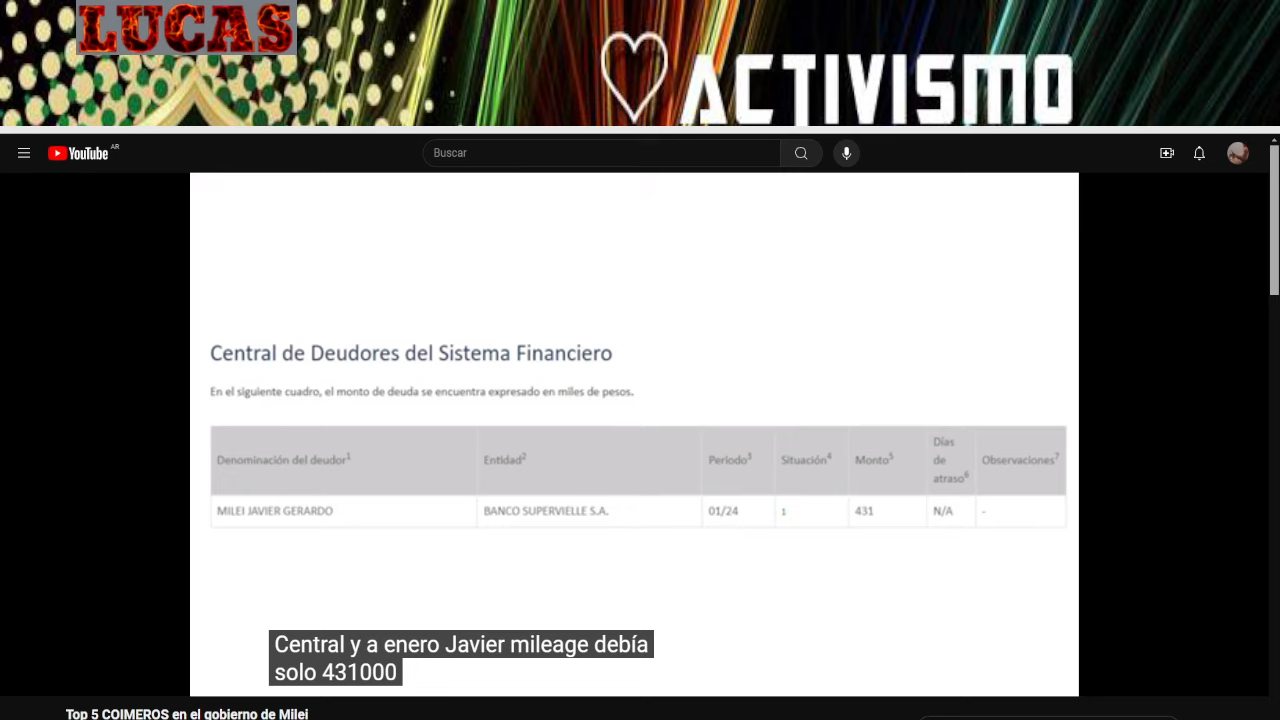 LUCAS
ACTIVISMO
YouTube AR
Buscar
Central de Deudores del Sistema Financiero
En el siguiente cuadro, el monto de deuda se encuentra expresado en miles de pesos.
Denominación del deudor1 Entidad2 Periodo3 Situación4 Monto5 Días de atraso6 Observaciones7
MILEI JAVIER GERARDO BANCO SUPERVIELLE S.A. 01/24 1 431 N/A -
Central y a enero Javier mileage debía
solo 431000
Top 5 COIMEROS en el gobierno de Milei